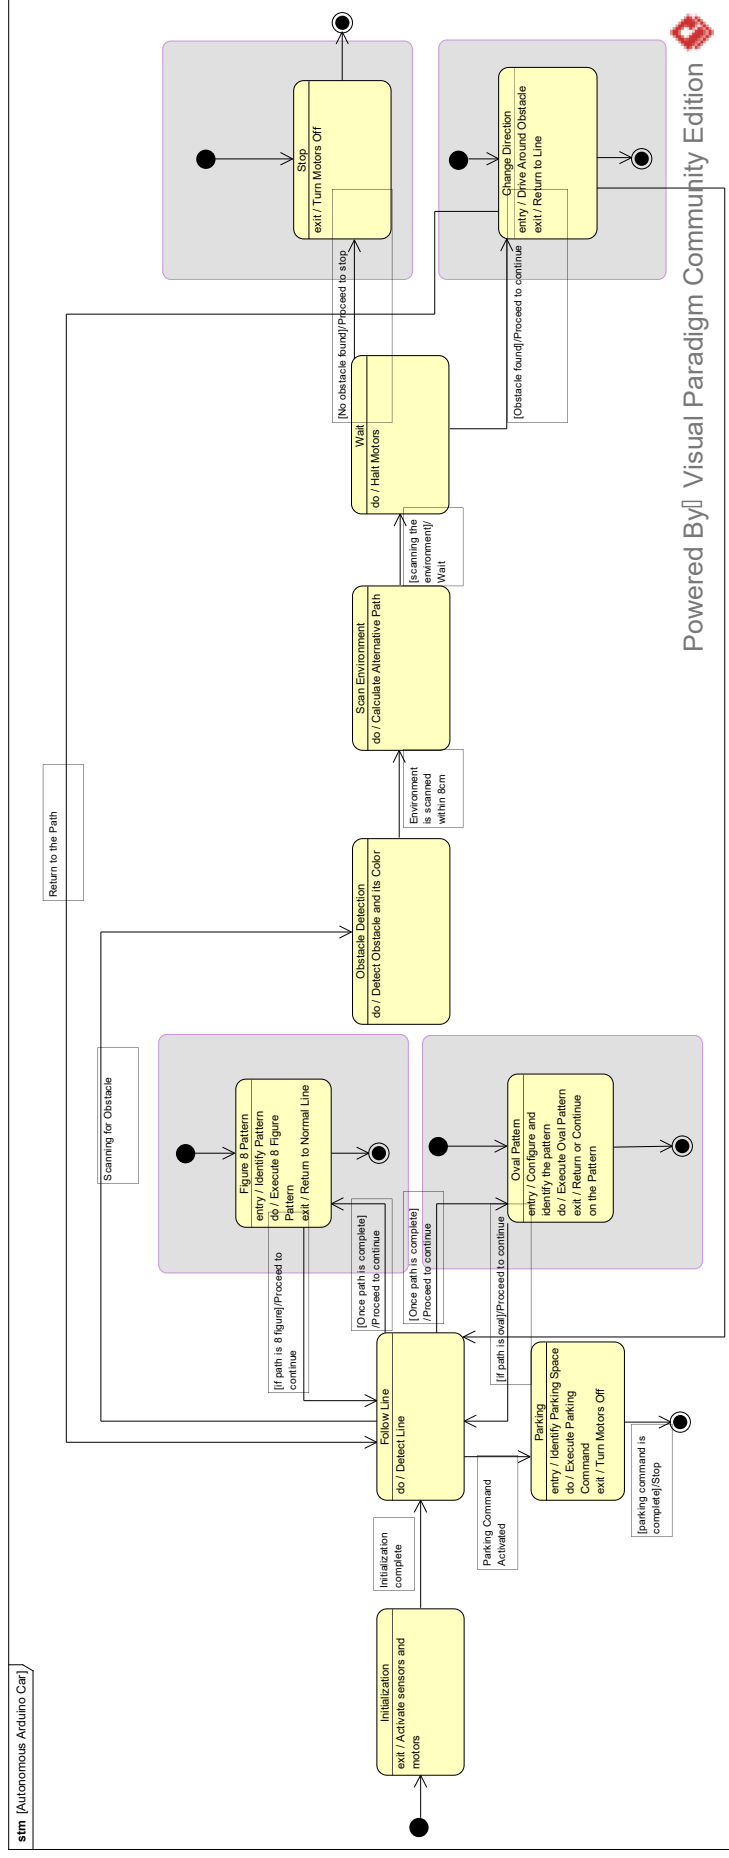 stm [Autonomous Arduino Car]
Initialization
exit / Activate sensors and
motors
Initialization
complete
Follow Line
do / Detect Line
Parking Command
Activated
Parking
entry / Identify Parking Space
do / Execute Parking
Command
exit / Turn Motors Off
[parking command is
complete]/Stop
[if path is 8 figure]/Proceed to
continue
[Once path is complete]
/Proceed to continue
[Once path is complete]
/Proceed to continue
[if path is oval]/Proceed to continue
Figure 8 Pattern
entry / Identify Pattern
do / Execute 8 Figure
Pattern
exit / Return to Normal Line
Oval Pattern
entry / Configure and
identify the pattern
do / Execute Oval Pattern
exit / Return or Continue
on the Pattern
Scanning for Obstacle
Return to the Path
Obstacle Detection
do / Detect Obstacle and its Color
Environment
is scanned
within 8cm
Scan Environment
do / Calculate Alternative Path
[scanning the
environment]/
Wait
Wait
do / Halt Motors
[No obstacle found]/Proceed to stop
[Obstacle found]/Proceed to continue
Stop
exit / Turn Motors Off
Change Direction
entry / Drive Around Obstacle
exit / Return to Line
Powered By Visual Paradigm Community Edition